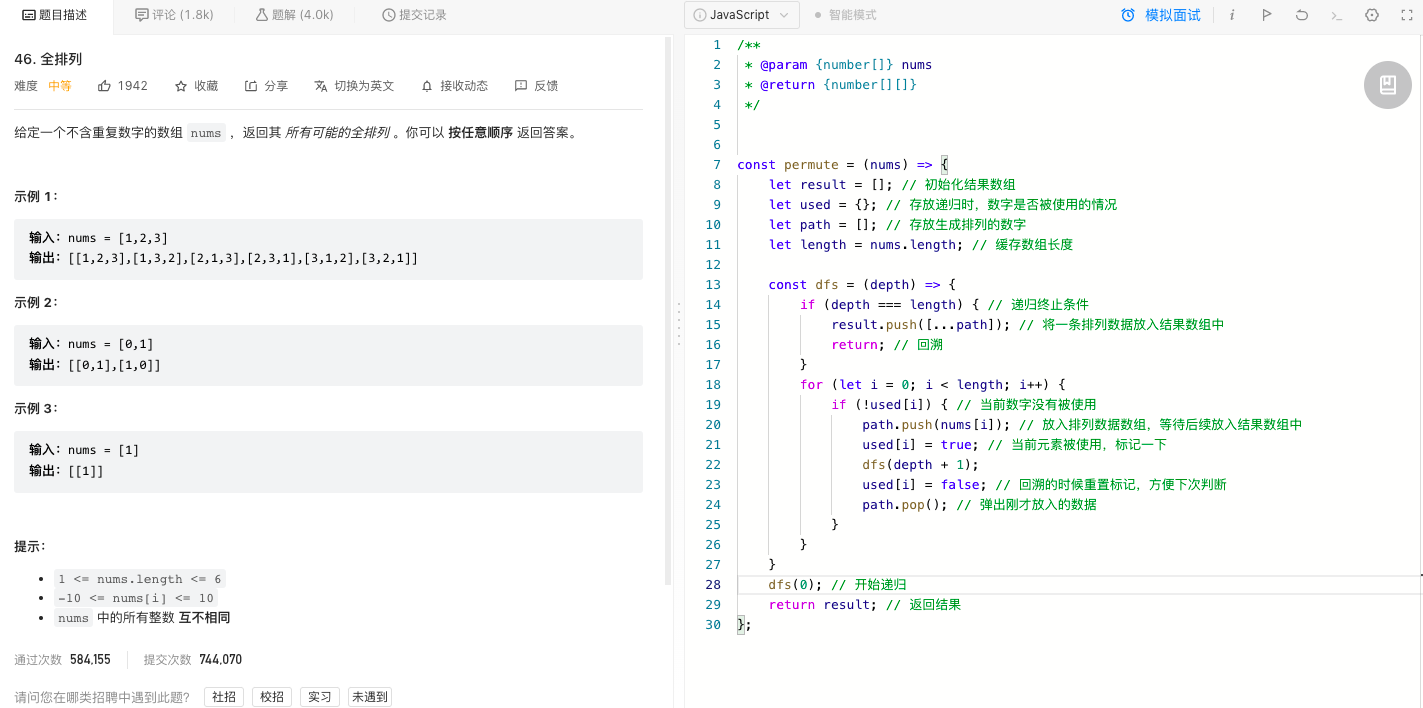 题目描述
评论 (1.8k)
题解 (4.0k)
提交记录
46. 全排列
难度 中等 1942 收藏 分享 切换为英文 接收动态 反馈
给定一个不含重复数字的数组 nums ，返回其 所有可能的全排列 。你可以 按任意顺序 返回答案。
示例 1：
输入：nums = [1,2,3]
输出：[[1,2,3],[1,3,2],[2,1,3],[2,3,1],[3,1,2],[3,2,1]]
示例 2：
输入：nums = [0,1]
输出：[[0,1],[1,0]]
示例 3：
输入：nums = [1]
输出：[[1]]
提示：
• 1 <= nums.length <= 6
• -10 <= nums[i] <= 10
• nums 中的所有整数 互不相同
通过次数 584,155 提交次数 744,070
请问您在哪类招聘中遇到此题? 社招 校招 实习 未遇到
JavaScript 智能模式 模拟面试
1 /**
2 * @param {number[]} nums
3 * @return {number[][]}
4 */
5
6
7 const permute = (nums) => {
8 let result = []; // 初始化结果数组
9 let used = {}; // 存放递归时，数字是否被使用的情况
10 let path = []; // 存放生成排列的数字
11 let length = nums.length; // 缓存数组长度
12
13 const dfs = (depth) => {
14 if (depth === length) { // 递归终止条件
15 result.push([...path]); // 将一条排列数据放入结果数组中
16 return; // 回溯
17 }
18 for (let i = 0; i < length; i++) {
19 if (!used[i]) { // 当前数字没有被使用
20 path.push(nums[i]); // 放入排列数据数组，等待后续放入结果数组中
21 used[i] = true; // 当前元素被使用，标记一下
22 dfs(depth + 1);
23 used[i] = false; // 回溯的时候重置标记，方便下次判断
24 path.pop(); // 弹出刚才放入的数据
25 }
26 }
27 }
28 dfs(0); // 开始递归
29 return result; // 返回结果
30 };